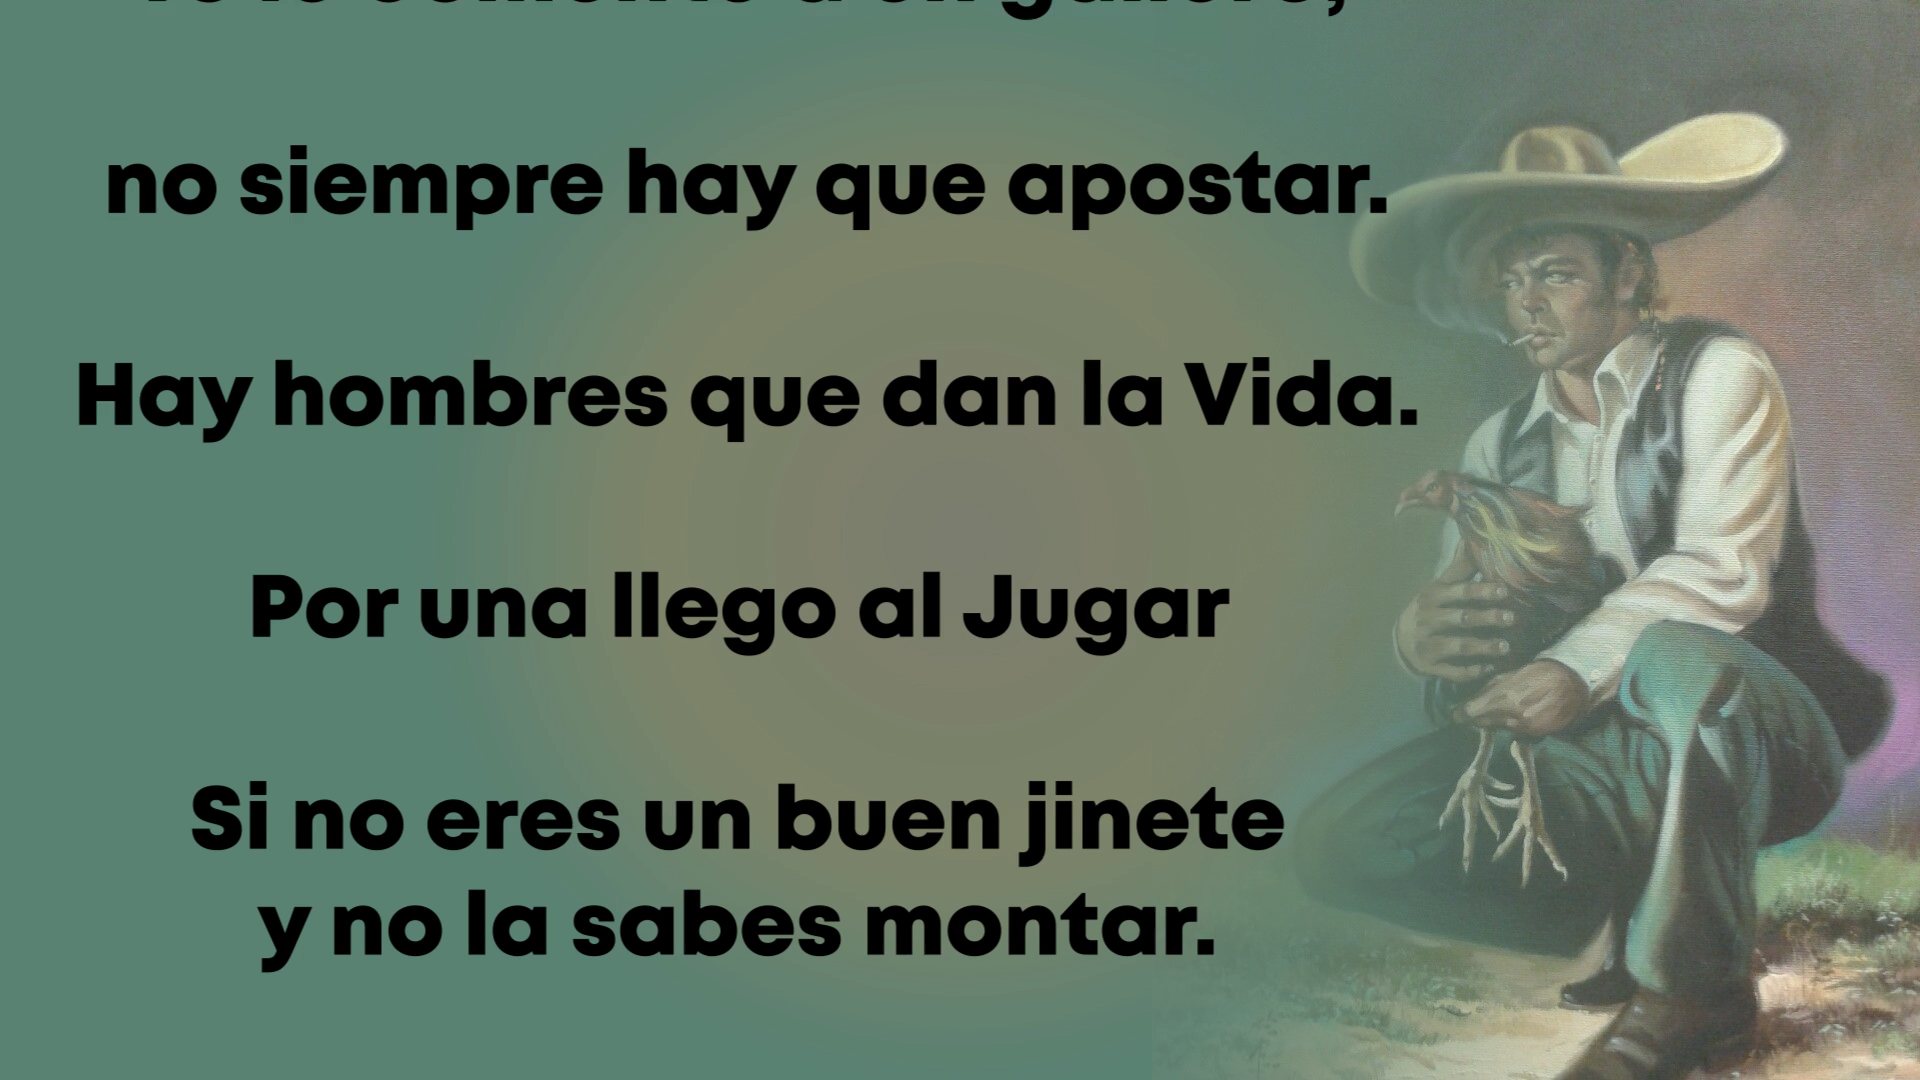 no siempre hay que apostar.
Hay hombres que dan la Vida.
Por una llego al Jugar
Si no eres un buen jinete
y no la sabes montar.